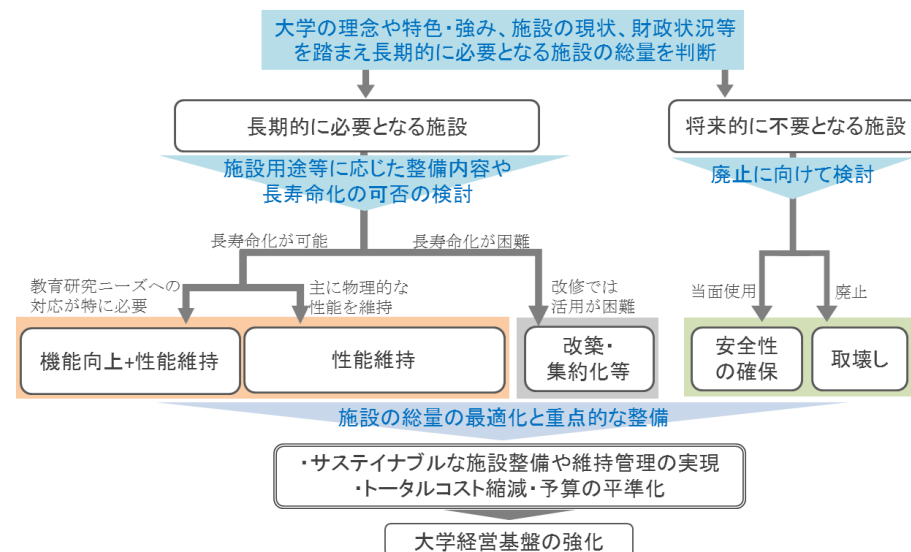 大学の理念や特色・強み、施設の現状、財政状況等
を踏まえ長期的に必要となる施設の総量を判断
長期的に必要となる施設
将来的に不要となる施設
施設用途等に応じた整備内容や
長寿命化の可否の検討
廃止に向けて検討
長寿命化が可能
長寿命化が困難
教育研究ニーズへの
対応が特に必要
主に物理的な
性能を維持
改修では
活用が困難
当面使用
廃止
機能向上+性能維持
性能維持
改築・
集約化等
安全性
の確保
取壊し
施設の総量の最適化と重点的な整備
・サステイナブルな施設整備や維持管理の実現
・トータルコスト縮減・予算の平準化
大学経営基盤の強化